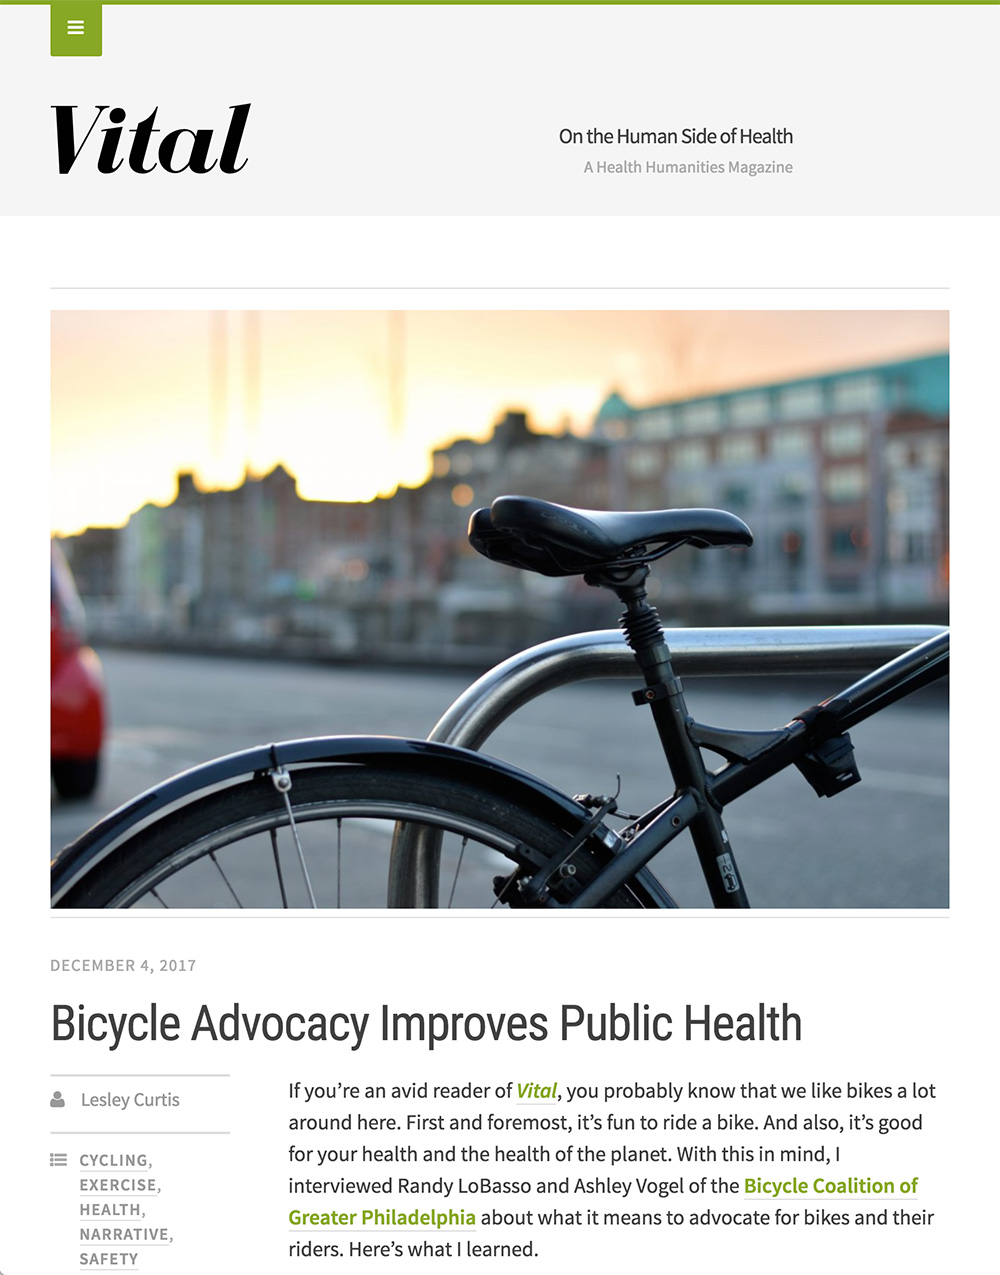 Vital
On the Human Side of Health
A Health Humanities Magazine
DECEMBER 4, 2017
Bicycle Advocacy Improves Public Health
Lesley Curtis
CYCLING,
EXERCISE,
HEALTH,
NARRATIVE,
SAFETY
If you’re an avid reader of Vital, you probably know that we like bikes a lot
around here. First and foremost, it’s fun to ride a bike. And also, it’s good
for your health and the health of the planet. With this in mind, I
interviewed Randy LoBasso and Ashley Vogel of the Bicycle Coalition of
Greater Philadelphia about what it means to advocate for bikes and their
riders. Here’s what I learned.